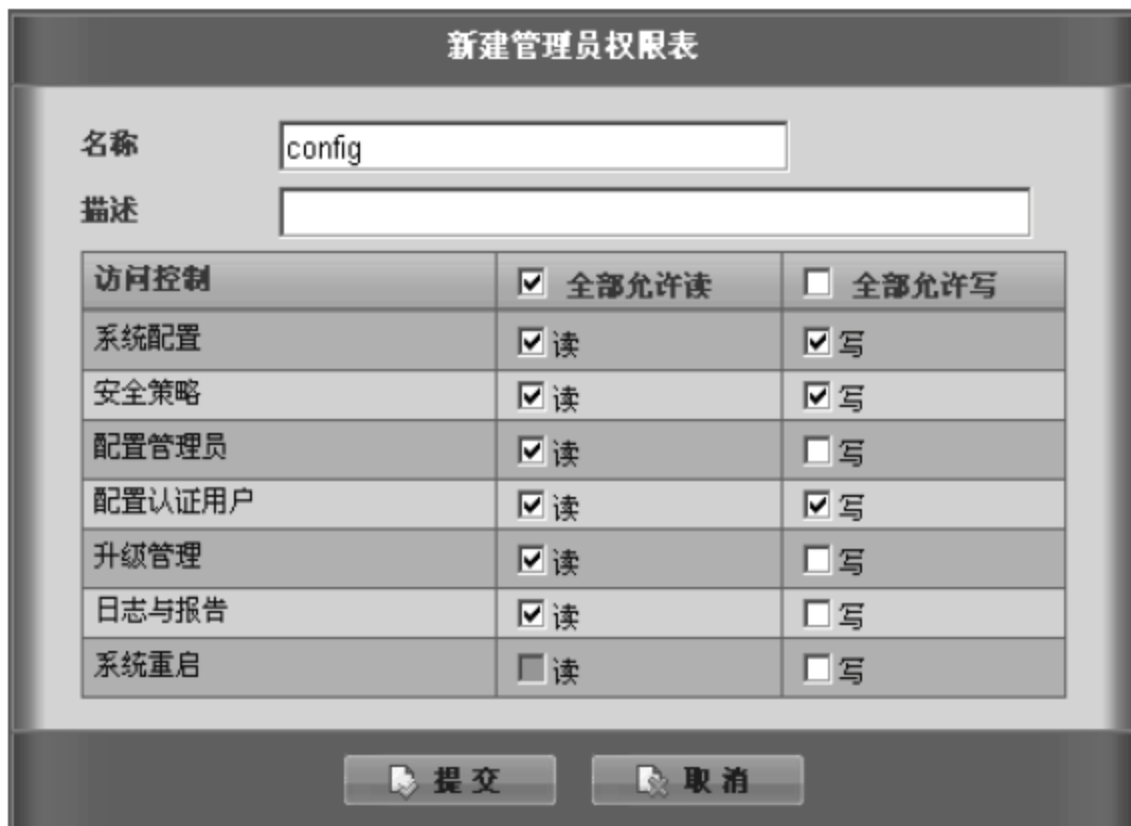 新建管理员权限表
名称 config
描述
访问控制 全部允许读 全部允许写
系统配置 读 写
安全策略 读 写
配置管理员 读 写
配置认证用户 读 写
升级管理 读 写
日志与报告 读 写
系统重启 读 写
提交 取消